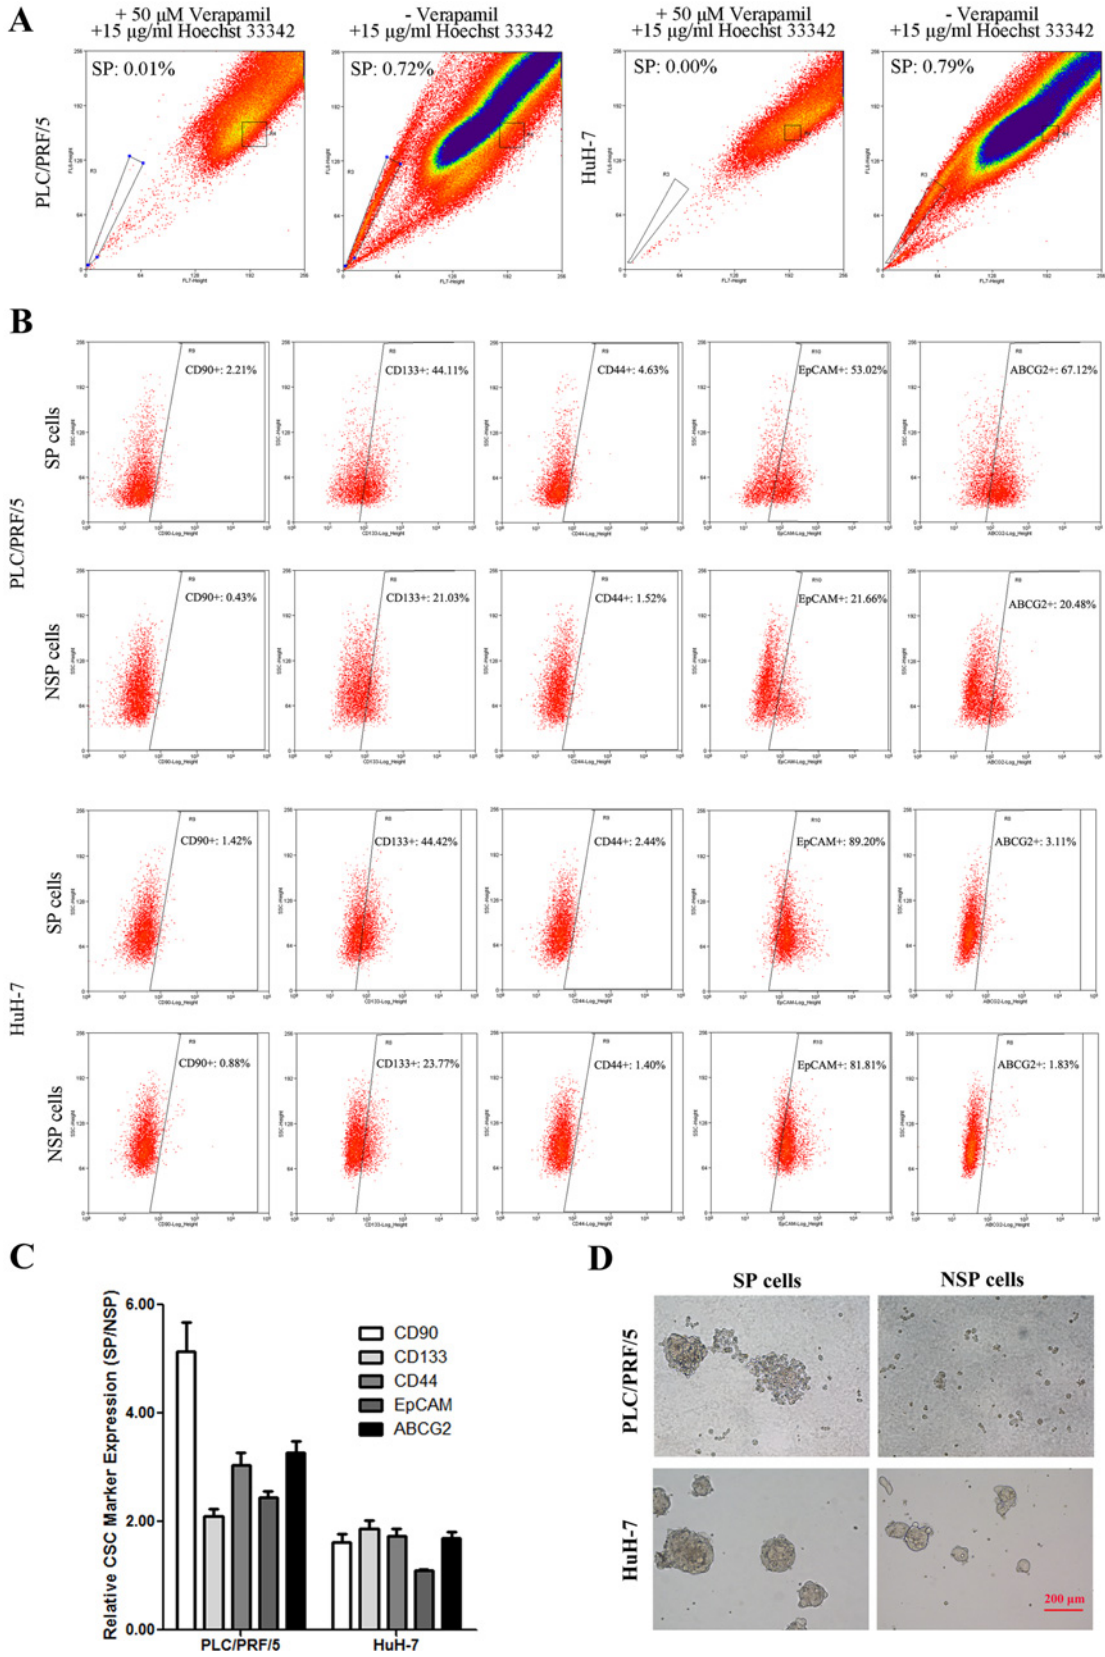 A
+ 50 μM Verapamil
+15 μg/ml Hoechst 33342
- Verapamil
+15 μg/ml Hoechst 33342
+ 50 μM Verapamil
+15 μg/ml Hoechst 33342
- Verapamil
+15 μg/ml Hoechst 33342
PLC/PRF/5
SP: 0.01%
SP: 0.72%
HuH-7
SP: 0.00%
SP: 0.79%
B
PLC/PRF/5
SP cells
CD90+: 2.21%
CD133+: 44.11%
CD44+: 4.63%
EpCAM+: 53.02%
ABCG2+: 67.12%
NSP cells
CD90+: 0.43%
CD133+: 21.03%
CD44+: 1.52%
EpCAM+: 21.66%
ABCG2+: 20.48%
HuH-7
SP cells
CD90+: 1.42%
CD133+: 44.42%
CD44+: 2.44%
EpCAM+: 89.20%
ABCG2+: 3.11%
NSP cells
CD90+: 0.88%
CD133+: 23.77%
CD44+: 1.40%
EpCAM+: 81.81%
ABCG2+: 1.83%
C
Relative CSC Marker Expression (SP/NSP)
6.00
4.00
2.00
0.00
CD90
CD133
CD44
EpCAM
ABCG2
PLC/PRF/5
HuH-7
D
SP cells
NSP cells
PLC/PRF/5
HuH-7
200 μm